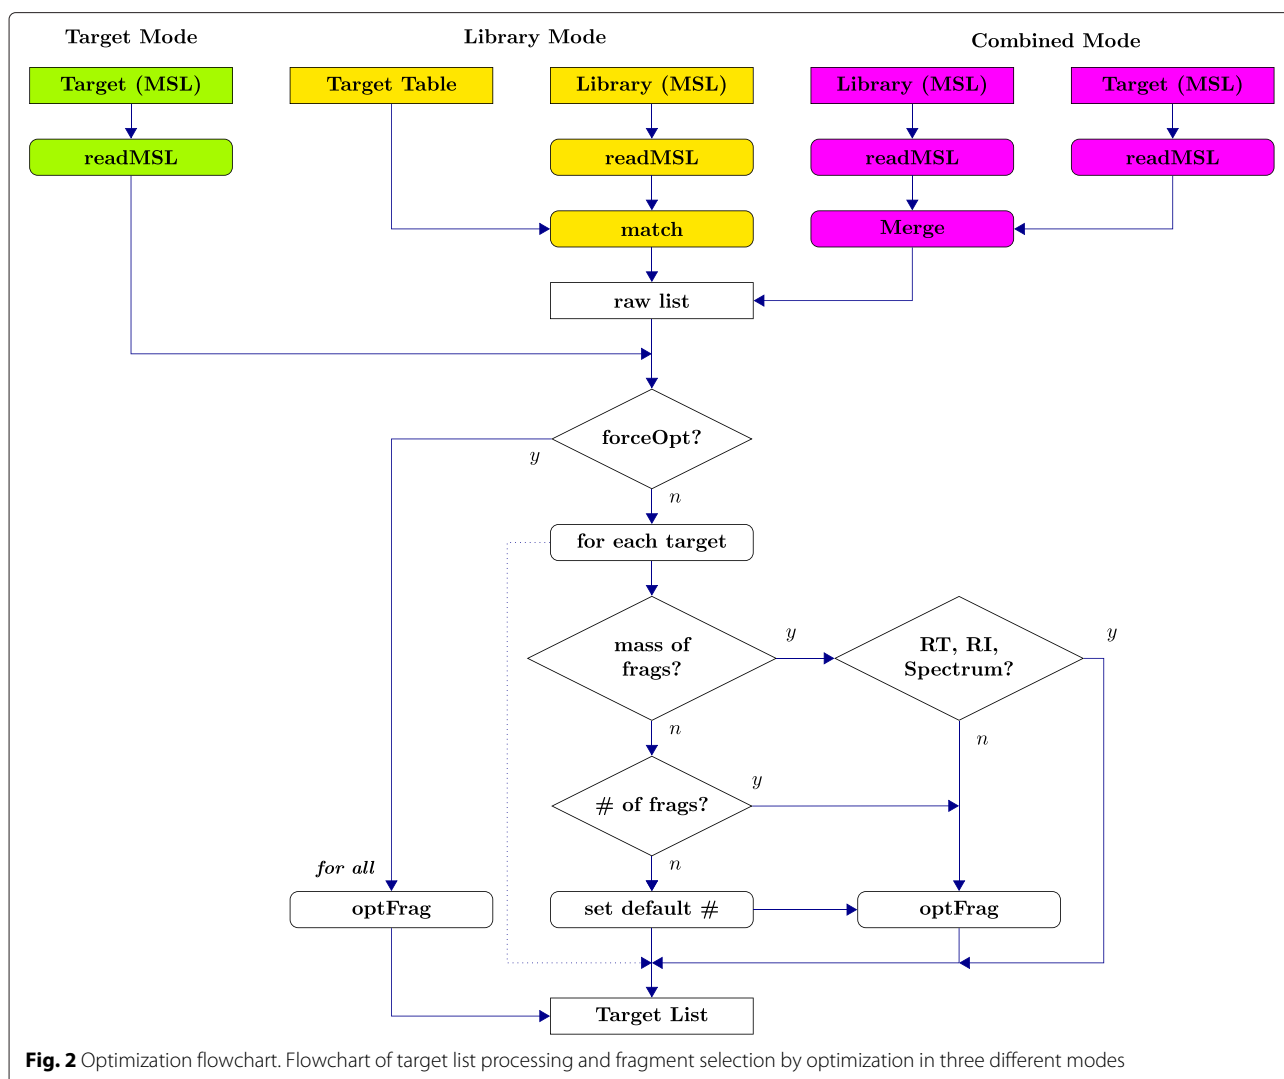 Target Mode
Library Mode
Combined Mode
Target (MSL)
Target Table
Library (MSL)
Library (MSL)
Target (MSL)
readMSL
readMSL
readMSL
readMSL
match
Merge
raw list
forceOpt?
y
n
for each target
mass of
frags?
y
RT, RI,
Spectrum?
y
n
n
# of frags?
y
n
for all
optFrag
set default #
optFrag
Target List
Fig. 2 Optimization flowchart. Flowchart of target list processing and fragment selection by optimization in three different modes